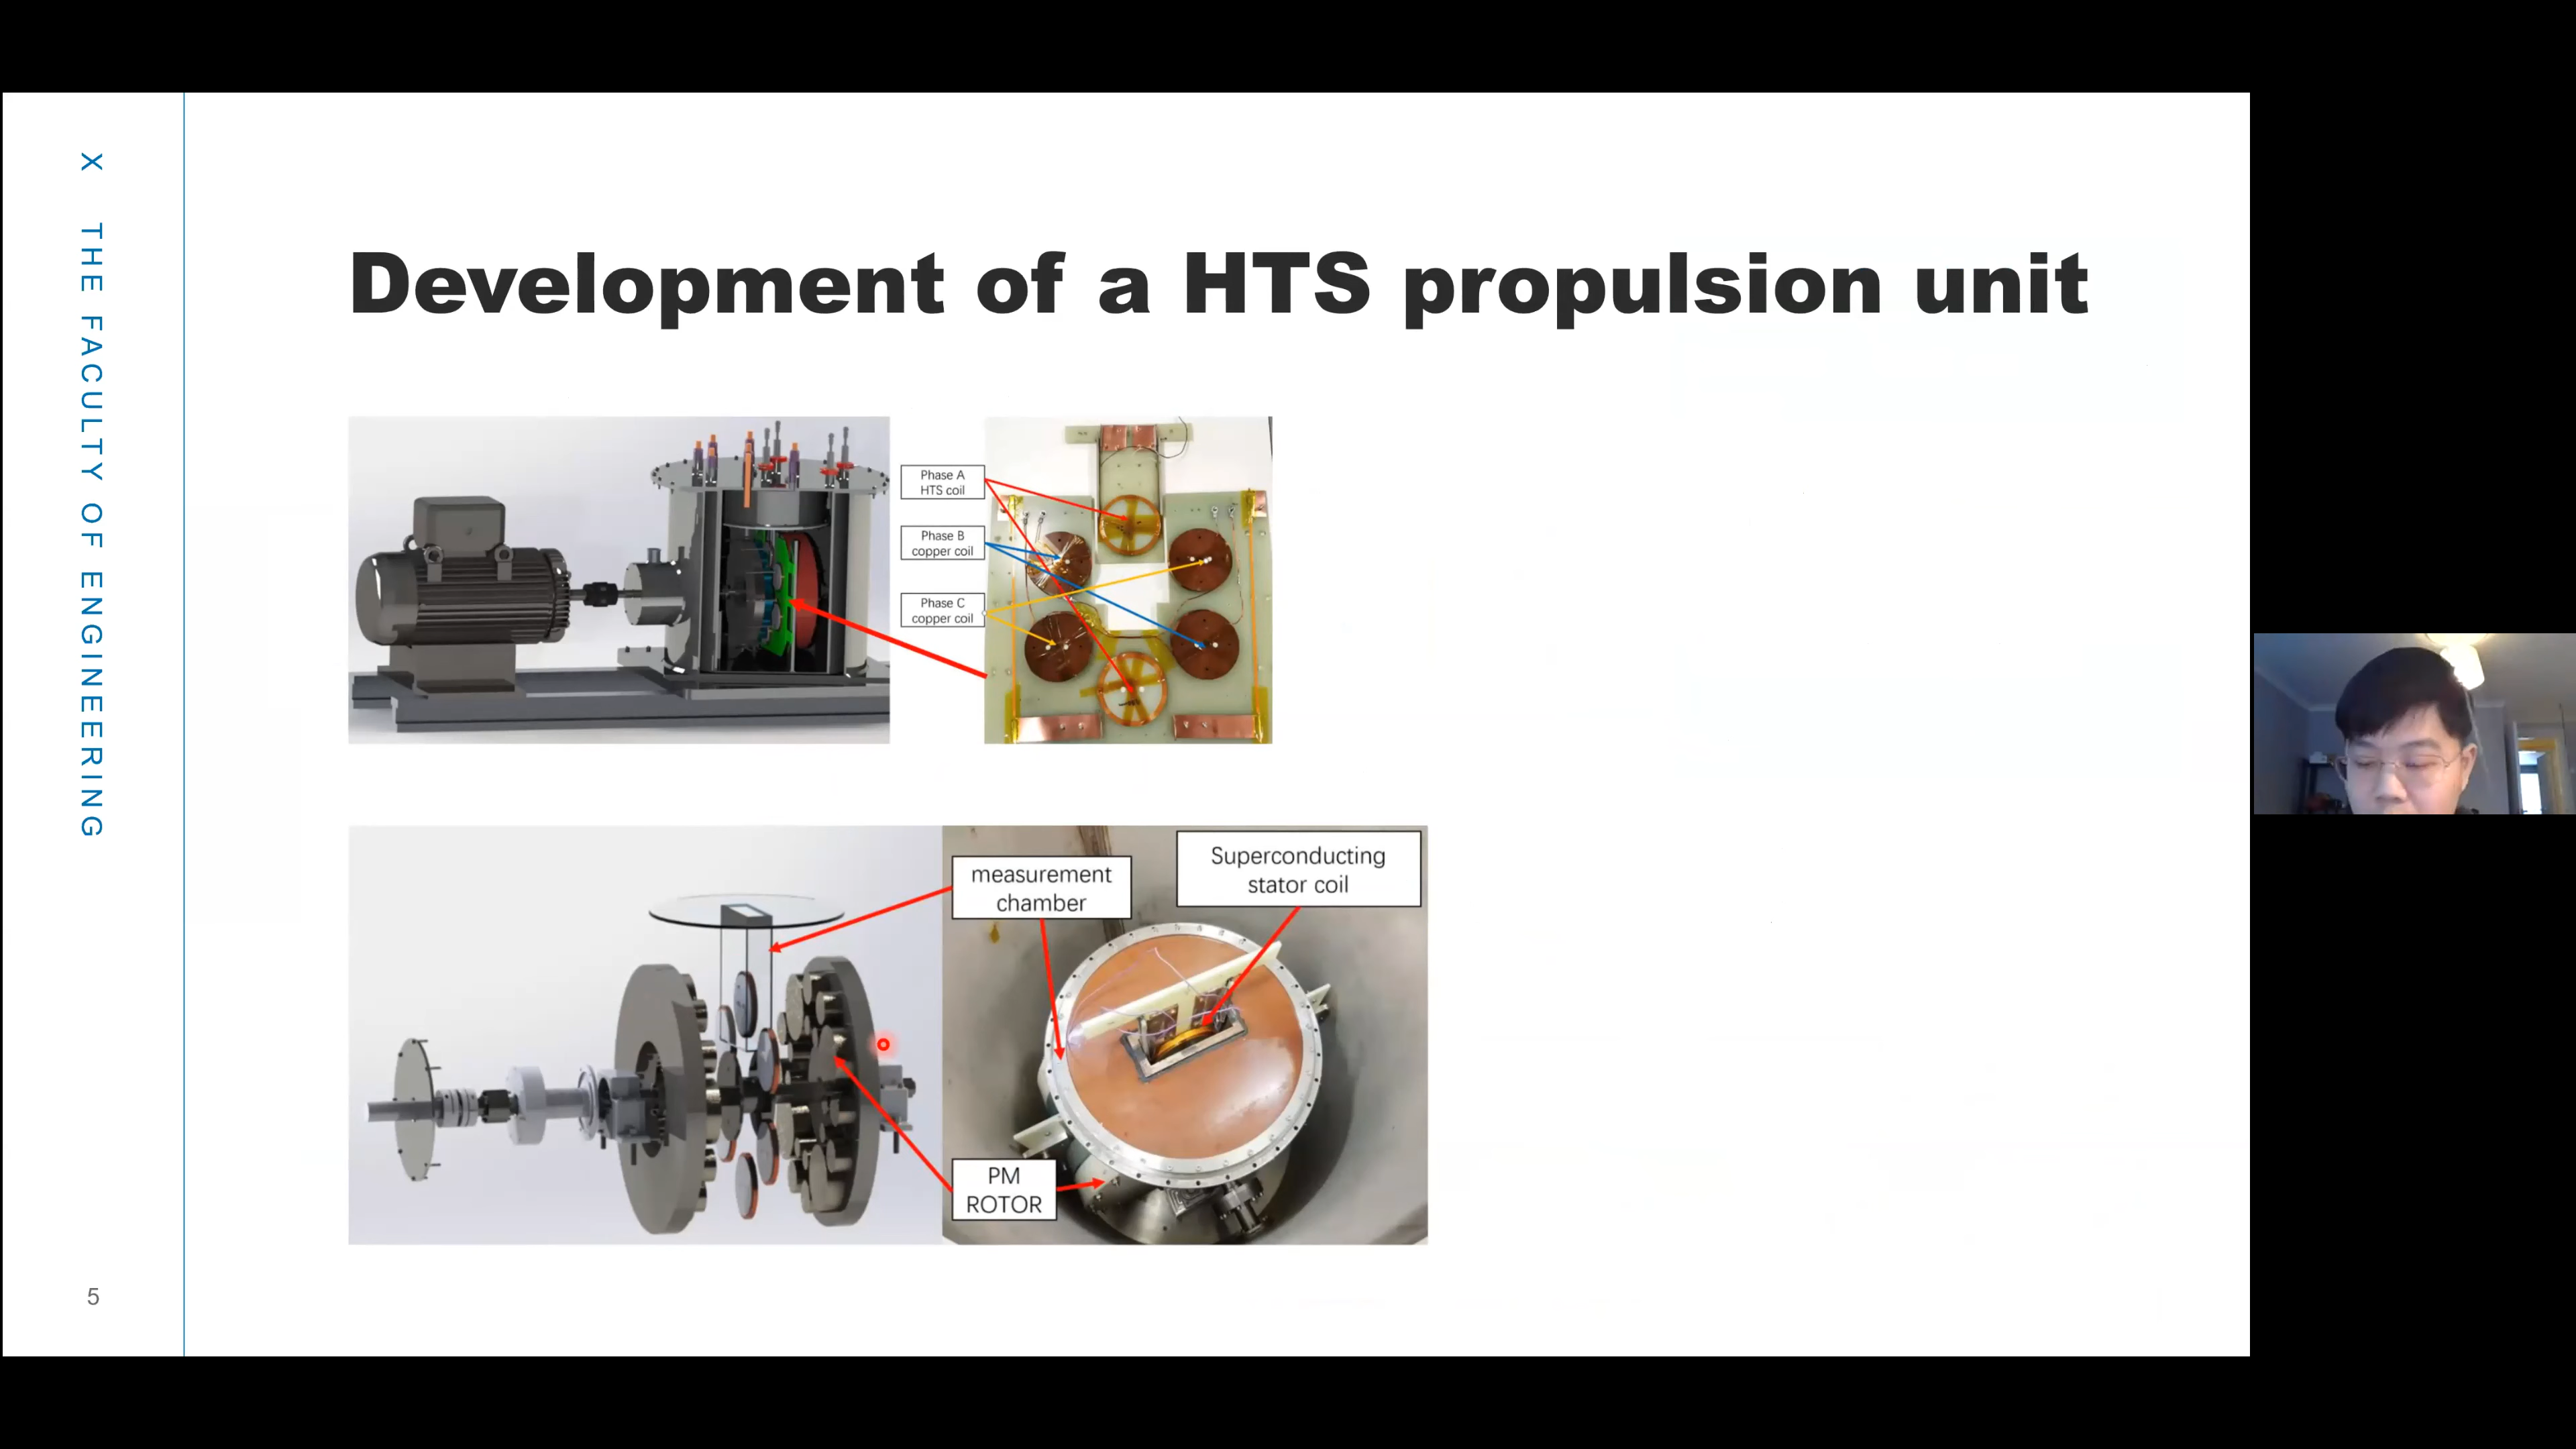 X THE FACULTY OF ENGINEERING
Development of a HTS propulsion unit
Phase A
HTS coil
Phase B
copper coil
Phase C
copper coil
measurement
chamber
Superconducting
stator coil
PM
ROTOR
5